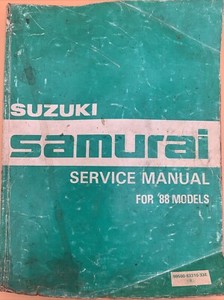 SUZUKI
samurai
SERVICE MANUAL
FOR '88 MODELS